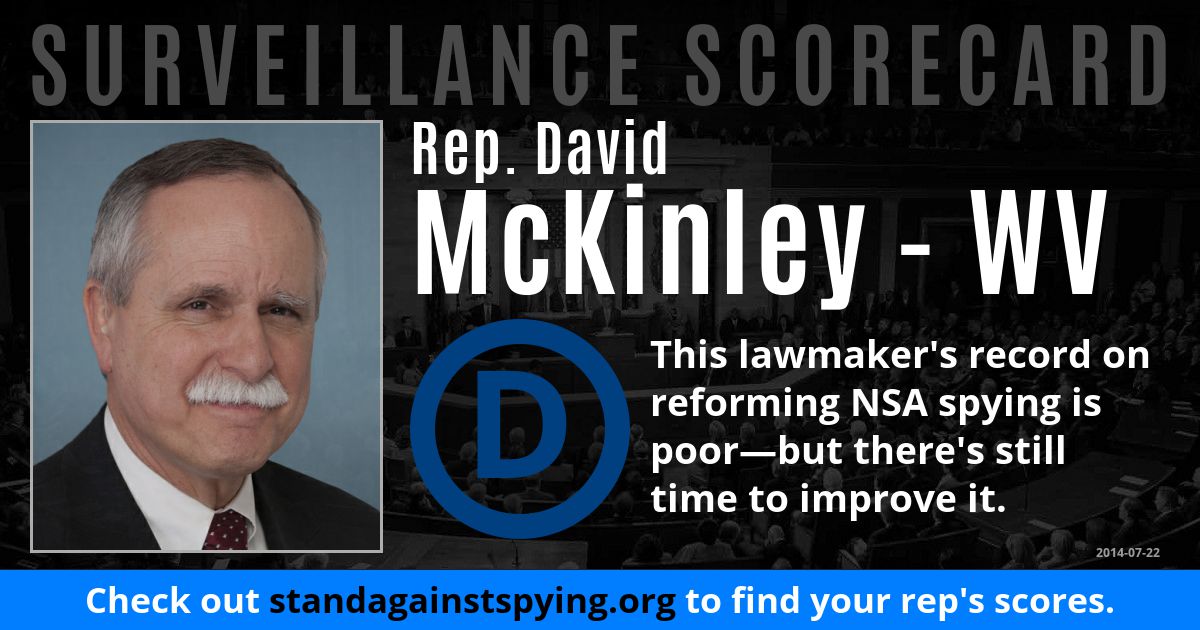 SURVEILLANCE SCORECARD
Rep. David
McKinley - WV
D
This lawmaker's record on
reforming NSA spying is
poor—but there's still
time to improve it.
2014-07-22
Check out standagainstspying.org to find your rep's scores.